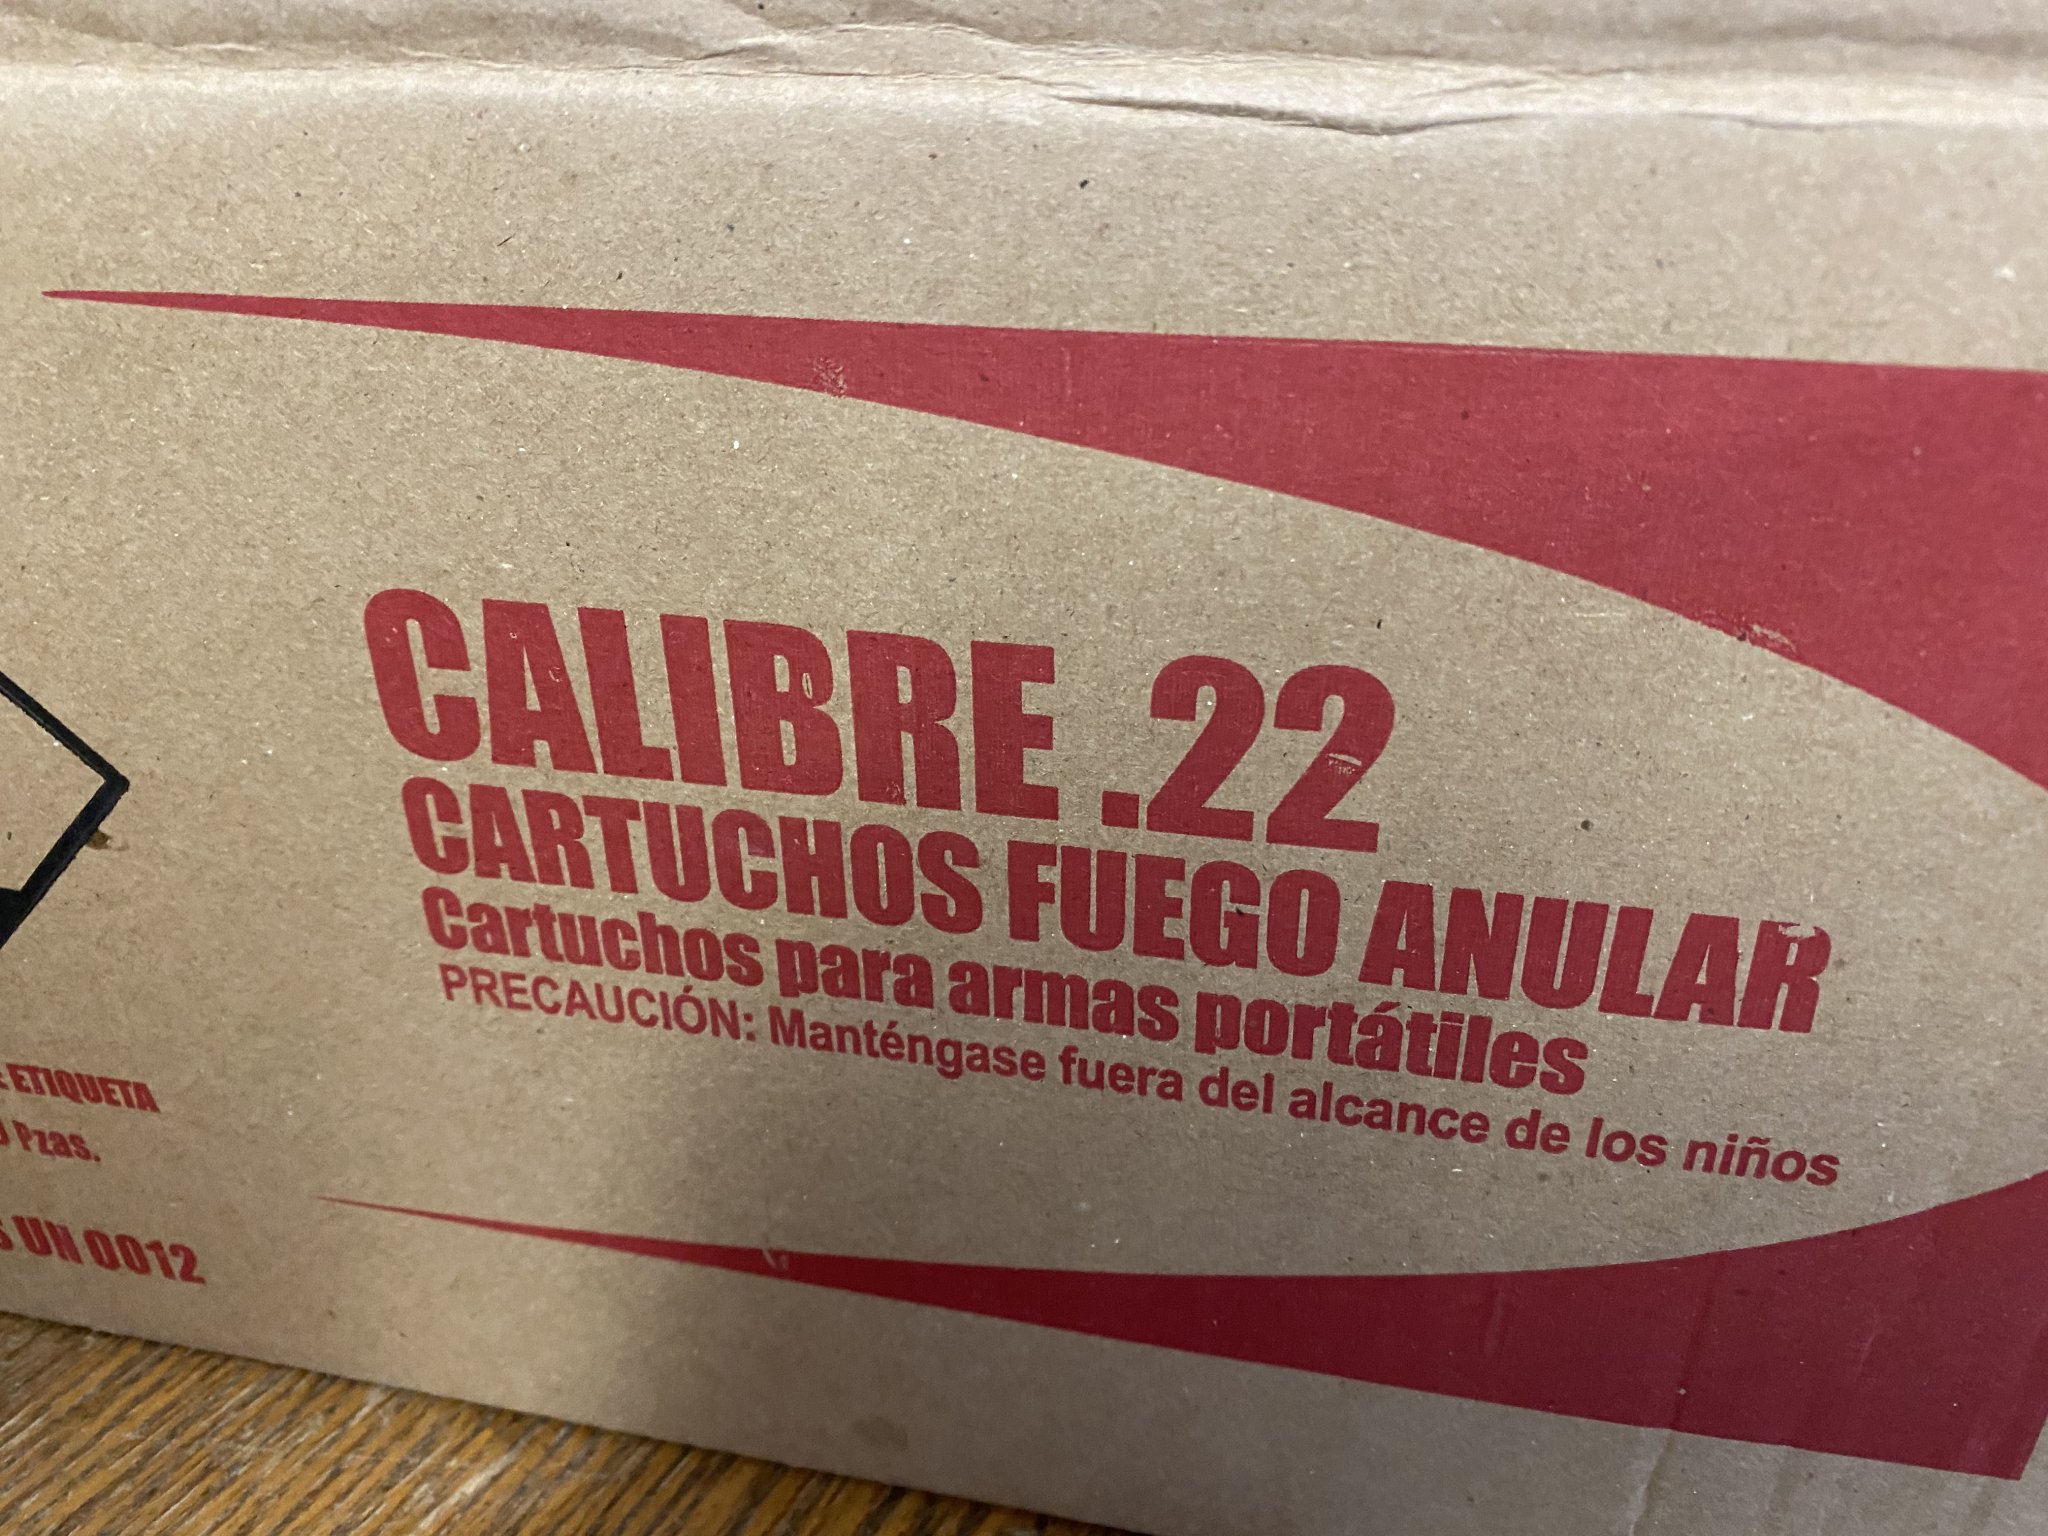 CALIBRE .22
CARTUCHOS FUEGO ANULAR
Cartuchos para armas portátiles
PRECAUCIÓN: Manténgase fuera del alcance de los niños
ETIQUETA
Pzas.
UN 0012